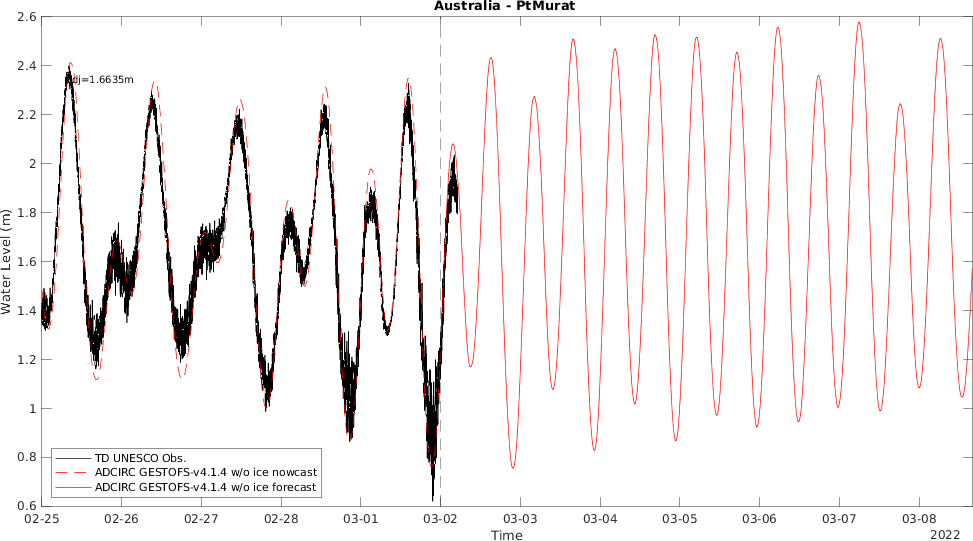 Australia - PtMurat
2.6
2.4
2.2
2
1.8
1.6
1.4
1.2
1
0.8
0.6
Water Level (m)
dj=1.6635m
TD UNESCO Obs.
ADCIRC GESTOFS-v4.1.4 w/o ice nowcast
ADCIRC GESTOFS-v4.1.4 w/o ice forecast
02-25 02-26 02-27 02-28 03-01 03-02 03-03 03-04 03-05 03-06 03-07 03-08
Time
2022